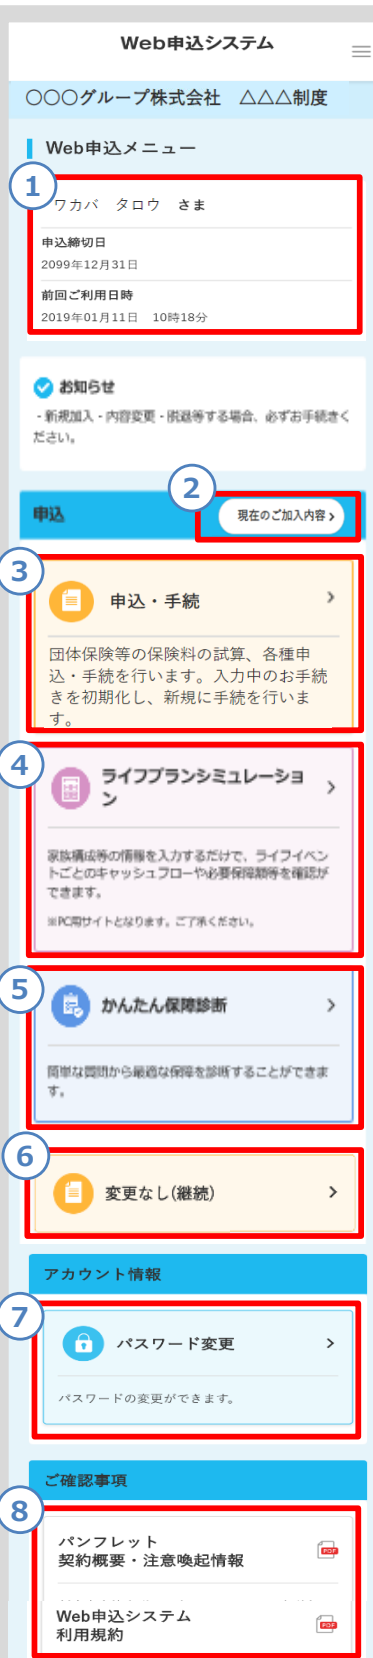 Web申込システム
〇〇〇グループ株式会社　△△△制度
Web申込メニュー
1
ワカバ　タロウ　さま
申込締切日
2099年12月31日
前回ご利用日時
2019年01月11日　10時18分
お知らせ
・新規加入・内容変更・脱退等する場合、必ずお手続きく
ださい。
2
申込
現在のご加入内容
3
申込・手続
団体保険等の保険料の試算、各種申
込・手続を行います。入力中のお手続
きを初期化し、新規に手続を行いま
す。
4
ライフプランシミュレーショ
ン
家族構成等の情報を入力するだけで、ライフイベン
トごとのキャッシュフローや必要保障額等を確認が
できます。
※PC用サイトとなります。ご了承ください。
5
かんたん保障診断
簡単な質問から最適な保障を診断することができま
す。
6
変更なし(継続)
アカウント情報
7
パスワード変更
パスワードの変更ができます。
ご確認事項
8
パンフレット
契約概要・注意喚起情報
PDF
Web申込システム
利用規約
PDF